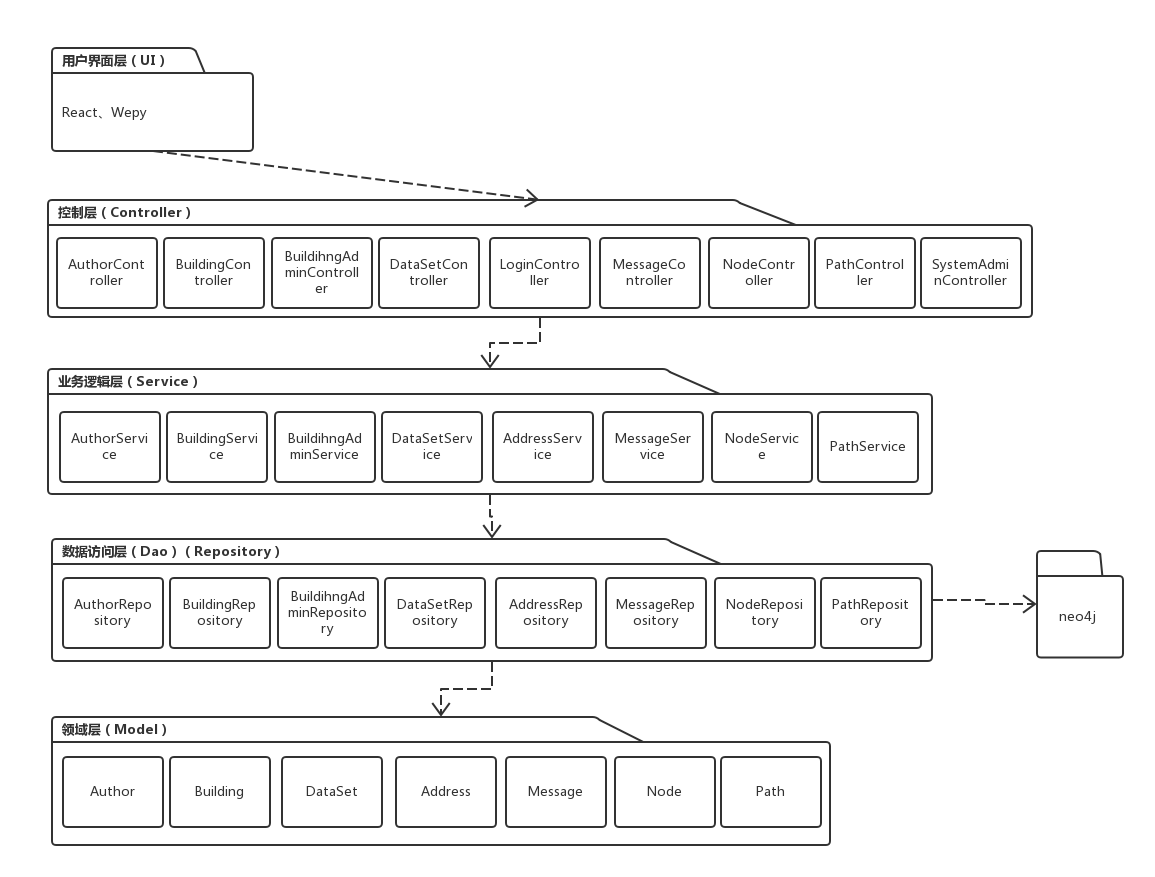 用户界面层（UI）
React、Wepy
控制层（Controller）
AuthorCont
roller
BuildingCon
troller
BuildihngAd
minControll
er
DataSetCon
troller
LoginContro
ller
MessageCo
ntroller
NodeContr
oller
PathControl
ler
SystemAdmi
nController
业务逻辑层（Service）
AuthorServi
ce
BuildingServi
ce
BuildihngAd
minService
DataSetServ
ice
AddressServ
ice
MessageSer
vice
NodeServic
e
PathService
数据访问层（Dao）（Repository）
AuthorRepo
sitory
BuildingRep
ository
BuildihngAd
minReposito
ry
DataSetRep
ository
AddressRep
ository
MessageRep
ository
NodeReposi
tory
PathReposit
ory
neo4j
领域层（Model）
Author
Building
DataSet
Address
Message
Node
Path